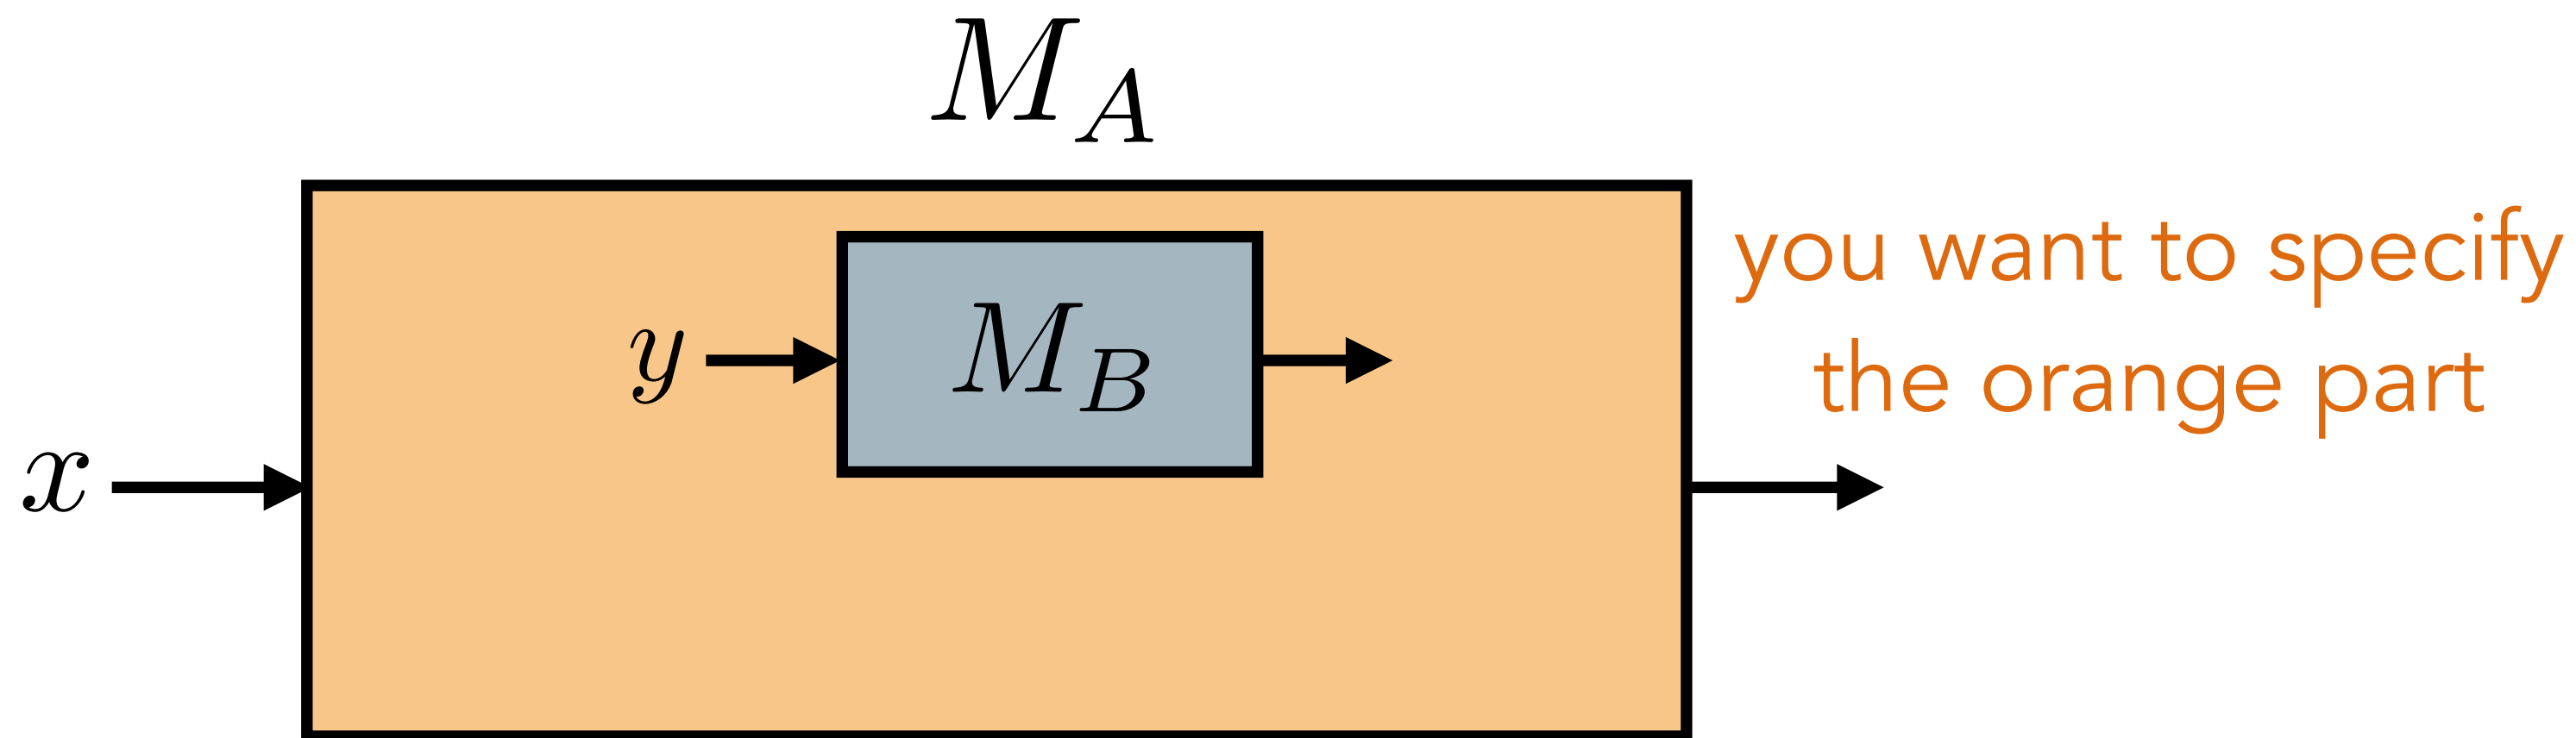 M_A
you want to specify
the orange part
y
M_B
x